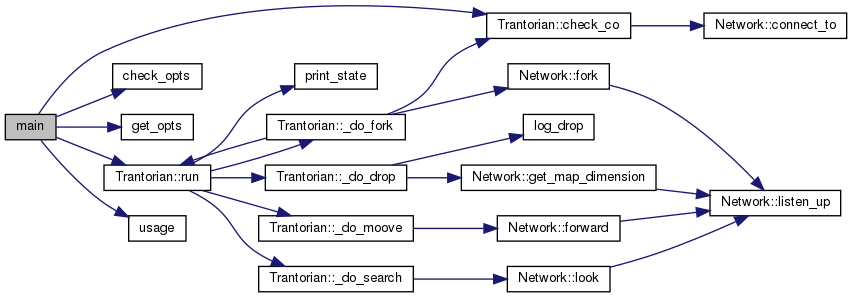 main
check_opts
get_opts
Trantorian::run
usage
print_state
Trantorian::_do_fork
Trantorian::_do_drop
Trantorian::_do_moove
Trantorian::_do_search
Trantorian::check_co
Network::fork
log_drop
Network::get_map_dimension
Network::forward
Network::look
Network::connect_to
Network::listen_up